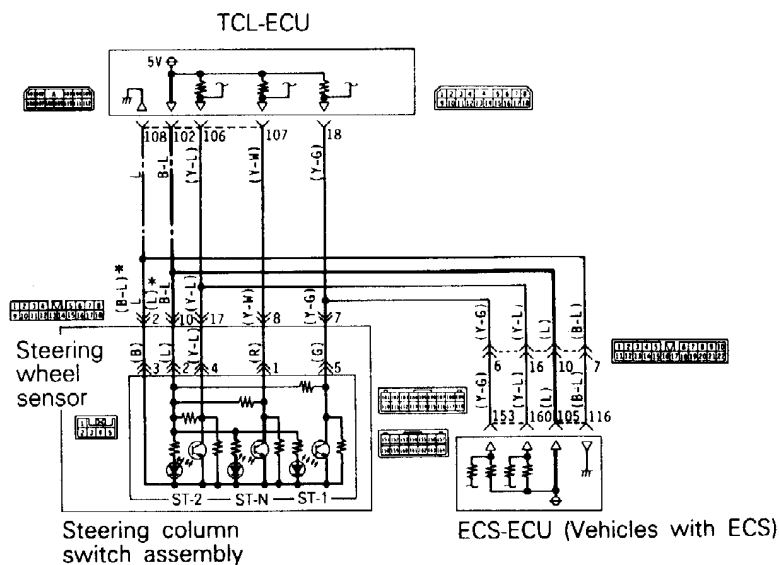 TCL-ECU
5V
108 102 106 107 18
L B-L (Y-L) (Y-W) (Y-G)
(B-L)* L (L)* B-L (Y-L) (Y-W) (Y-G)
2 10 17 8 7
(Y-G) (Y-L) (L) (B-L)
6 16 10 7
Steering
wheel
sensor
(B) (L) (Y-L) (R) (G)
3 2 4 1 5
(Y-G) (Y-L) (L) (B-L)
153 160 105 116
ST-2 ST-N ST-1
Steering column
switch assembly
ECS-ECU (Vehicles with ECS)